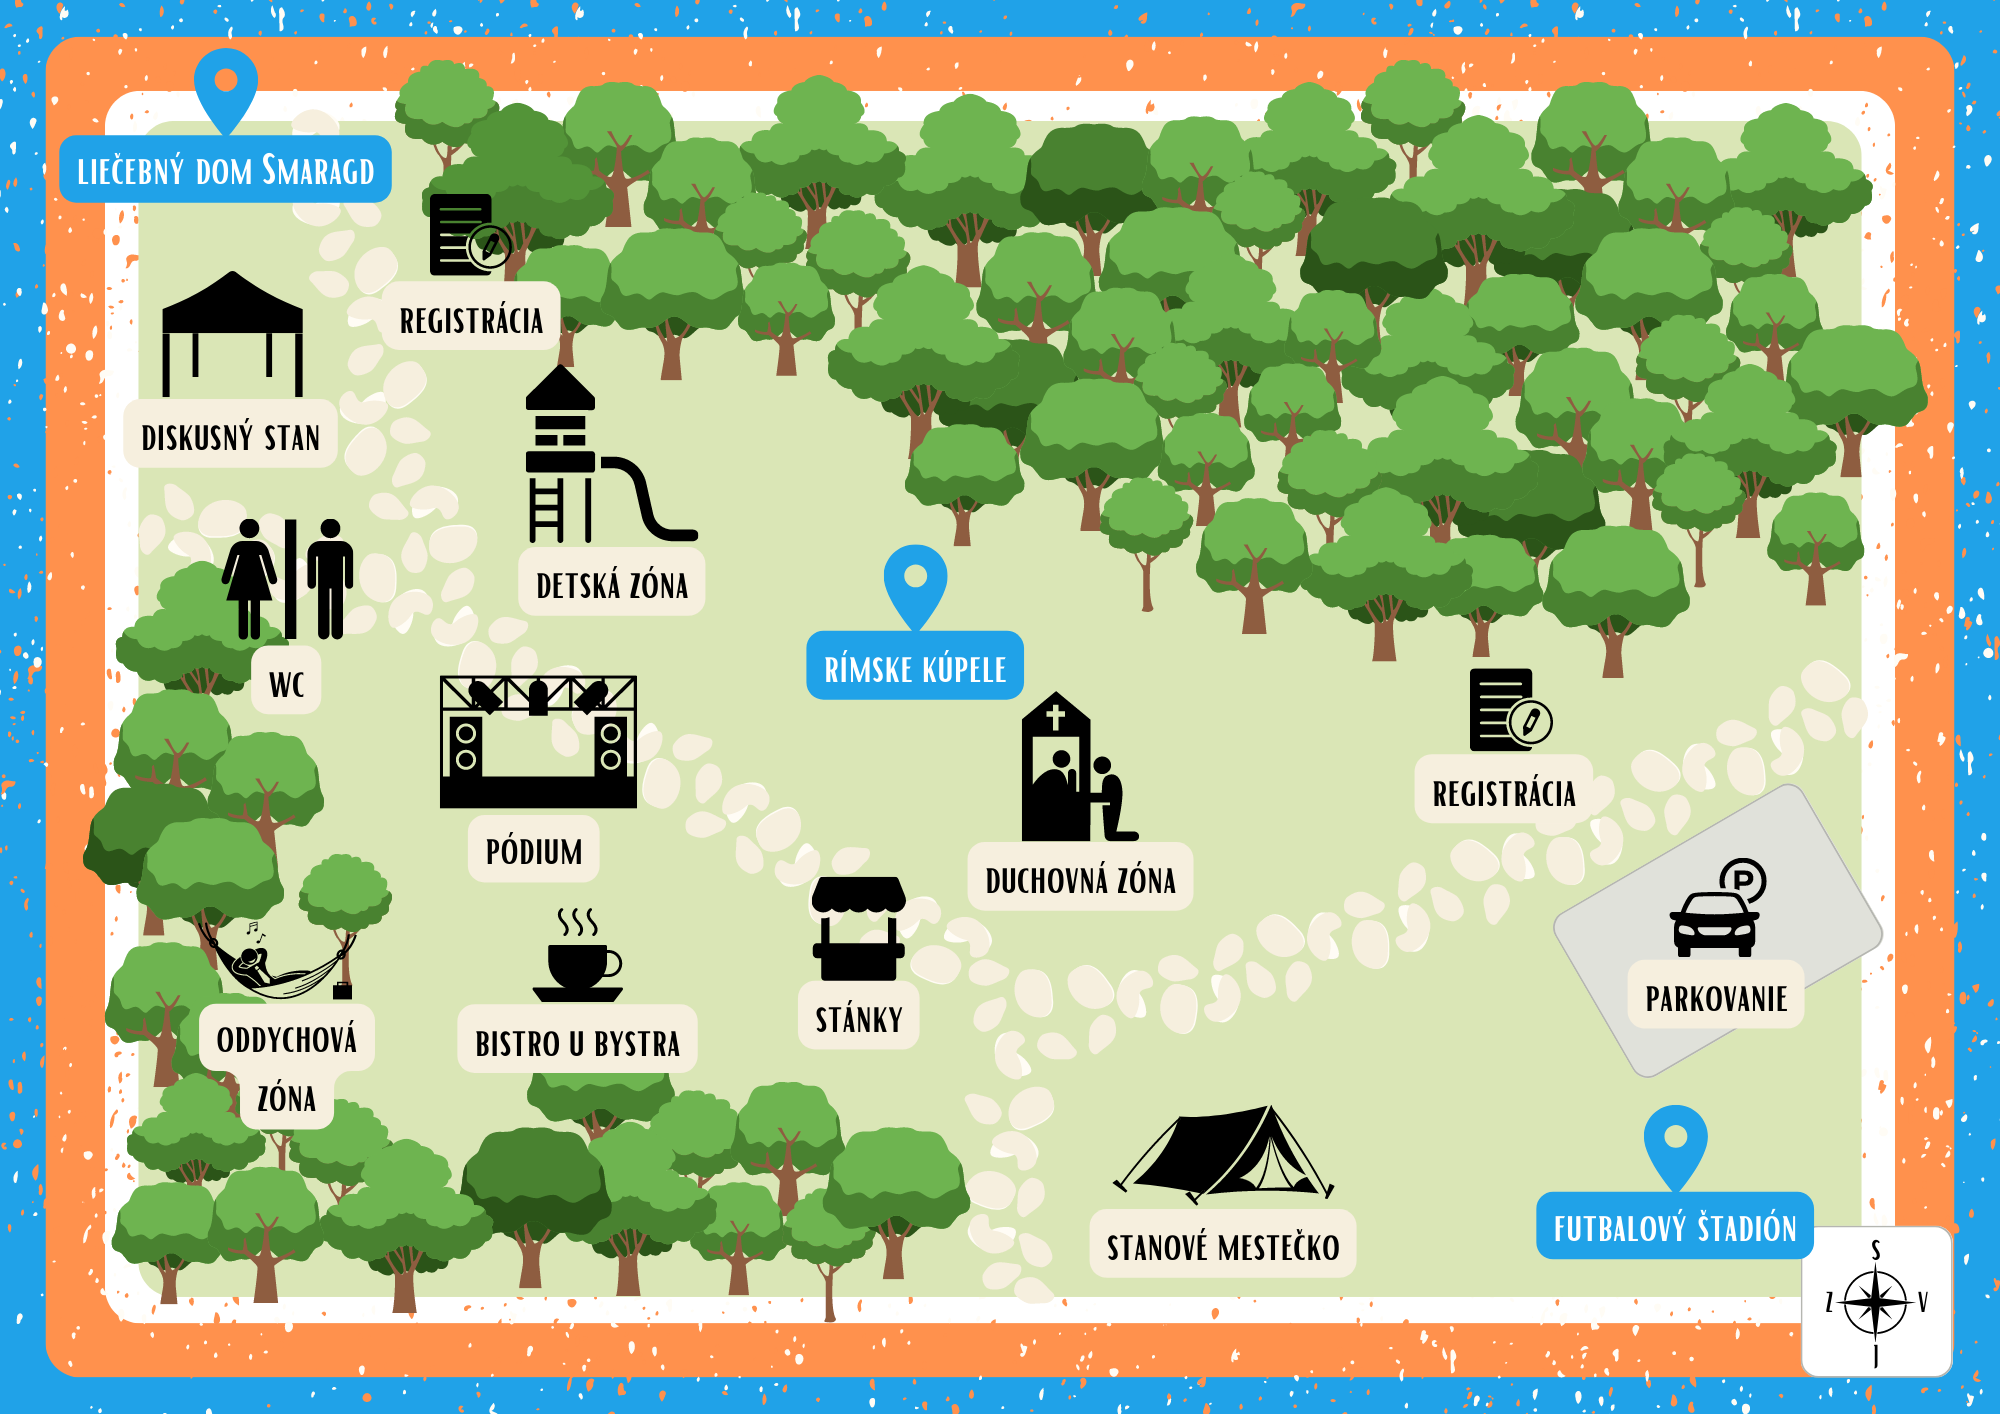 LIEČEBNÝ DOM SMARAGD
REGISTRÁCIA
DISKUSNÝ STAN
DETSKÁ ZÓNA
WC
RÍMSKE KÚPELE
REGISTRÁCIA
PÓDIUM
DUCHOVNÁ ZÓNA
P
PARKOVANIE
STÁNKY
ODDYCHOVÁ
ZÓNA
BISTRO U BYSTRA
STANOVÉ MESTEČKO
FUTBALOVÝ ŠTADIÓN
S
Z V
J